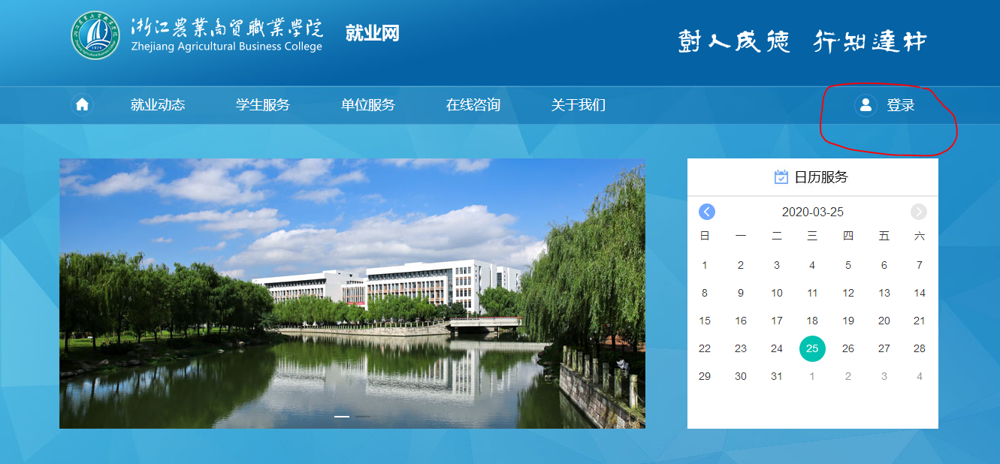 浙江農業商貿職業學院
Zhejiang Agricultural Business College
就业网
樹人成德 行知達材
就业动态 学生服务 单位服务 在线咨询 关于我们 登录
日历服务
2020-03-25
日 一 二 三 四 五 六
1 2 3 4 5 6 7
8 9 10 11 12 13 14
15 16 17 18 19 20 21
22 23 24 25 26 27 28
29 30 31 1 2 3 4